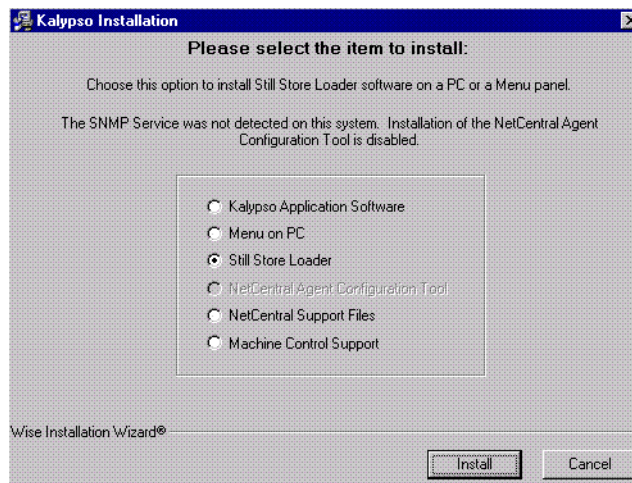 Kalypso Installation
Please select the item to install:
Choose this option to install Still Store Loader software on a PC or a Menu panel.
The SNMP Service was not detected on this system. Installation of the NetCentral Agent
Configuration Tool is disabled.
Kalypso Application Software
Menu on PC
Still Store Loader
NetCentral Agent Configuration Tool
NetCentral Support Files
Machine Control Support
Wise Installation Wizard®
Install
Cancel